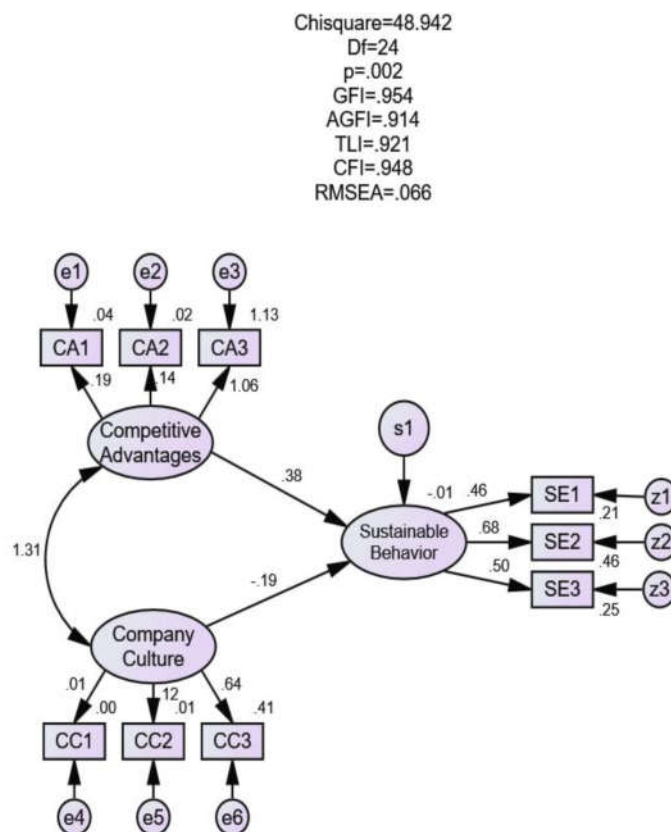 Chisquare=48.942
Df=24
p=.002
GFI=.954
AGFI=.914
TLI=.921
CFI=.948
RMSEA=.066
e1 e2 e3
.04 .02 1.13
CA1 CA2 CA3
.19 .14 1.06
Competitive
Advantages
s1
.38
-.01 .46 SE1 z1
.21
Sustainable
Behavior
.68 SE2 z2
.46
.50 SE3 z3
.25
1.31
-.19
Company
Culture
.01 12 .64
.00 .01 .41
CC1 CC2 CC3
e4 e5 e6